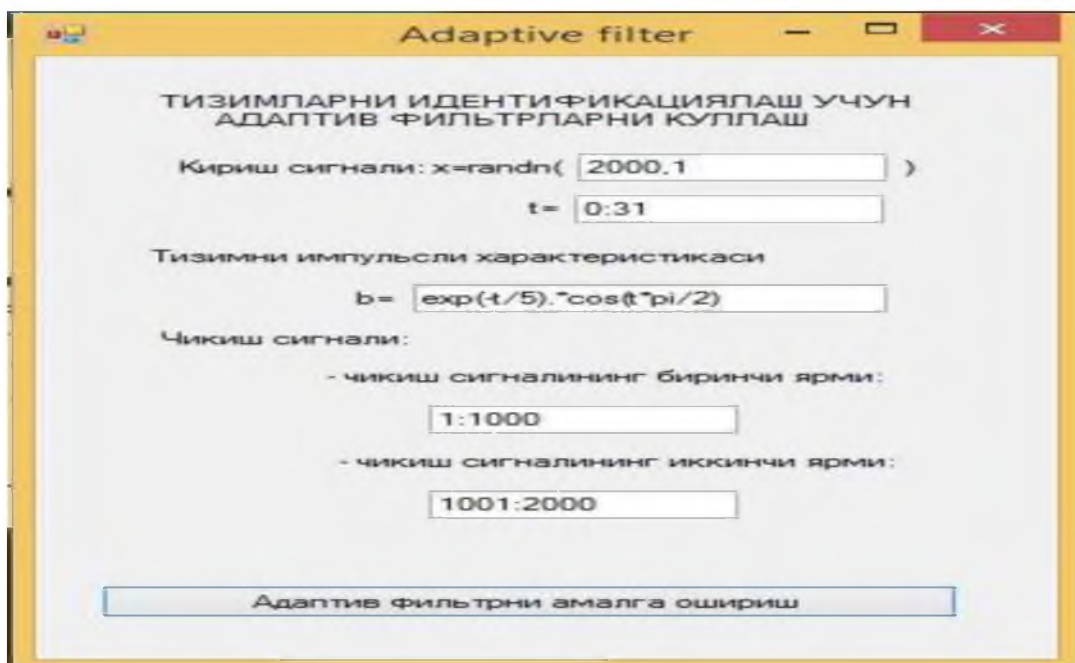 Adaptive filter
ТИЗИМЛАРНИ ИДЕНТИФИКАЦИЯЛАШ УЧУН
АДАПТИВ ФИЛЬТРЛАРНИ КУЛЛАШ
Кириш сигнали: x=randn( 2000,1 )
t= 0:31
Тизимни импульсли характеристикаси
b= exp(-t/5).*cos(t*pi/2)
Чикиш сигнали:
- чикиш сигналининг биринчи ярми:
1:1000
- чикиш сигналининг иккинчи ярми:
1001:2000
Адаптив фильтрни амалга ошириш